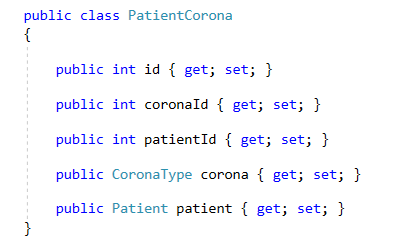 public class PatientCorona
{
public int id { get; set; }
public int coronaId { get; set; }
public int patientId { get; set; }
public CoronaType corona { get; set; }
public Patient patient { get; set; }
}